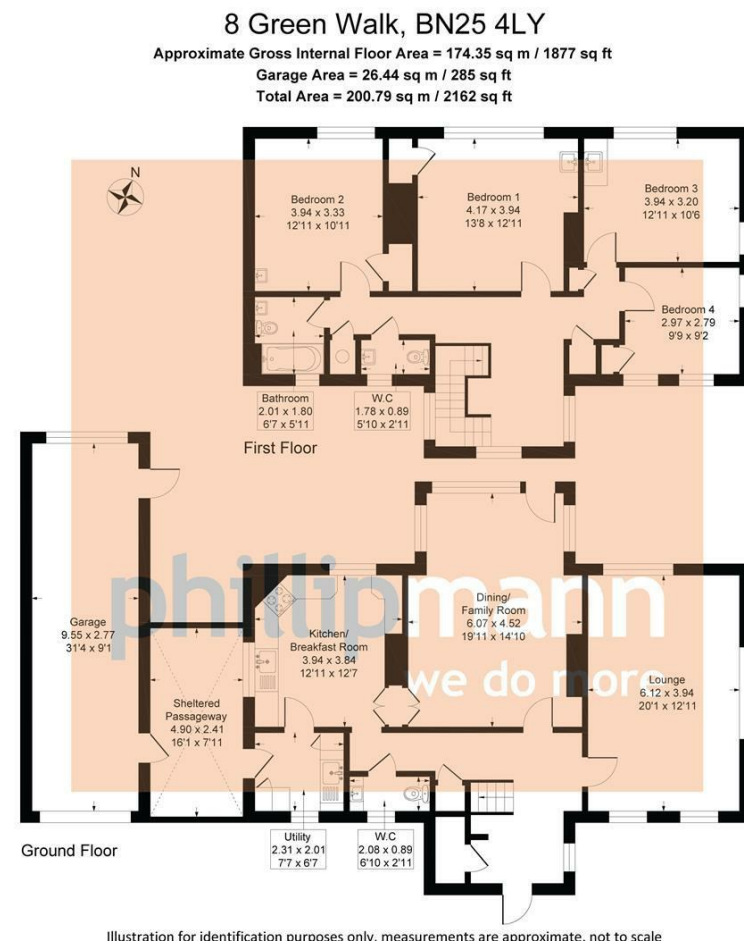 8 Green Walk, BN25 4LY
Approximate Gross Internal Floor Area = 174.35 sq m / 1877 sq ft
Garage Area = 26.44 sq m / 285 sq ft
Total Area = 200.79 sq m / 2162 sq ft
N
Bedroom 2
3.94 x 3.33
12'11 x 10'11
Bedroom 1
4.17 x 3.94
13'8 x 12'11
Bedroom 3
3.94 x 3.20
12'11 x 10'6
Bedroom 4
2.97 x 2.79
9'9 x 9'2
Bathroom
2.01 x 1.80
6'7 x 5'11
W.C
1.78 x 0.89
5'10 x 2'11
First Floor
phillipmann
we do more
Garage
9.55 x 2.77
31'4 x 9'1
Sheltered
Passageway
4.90 x 2.41
16'1 x 7'11
Kitchen/
Breakfast Room
3.94 x 3.84
12'11 x 12'7
Dining/
Family Room
6.07 x 4.52
19'11 x 14'10
Lounge
6.12 x 3.94
20'1 x 12'11
Utility
2.31 x 2.01
7'7 x 6'7
W.C
2.08 x 0.89
6'10 x 2'11
Ground Floor
Illustration for identification purposes only, measurements are approximate, not to scale